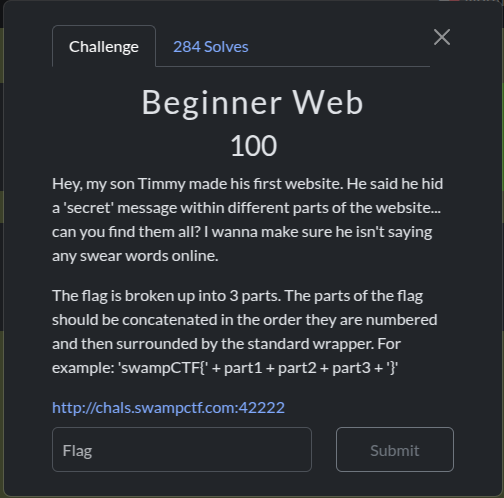 Challenge
284 Solves
Beginner Web
100
Hey, my son Timmy made his first website. He said he hid
a 'secret' message within different parts of the website...
can you find them all? I wanna make sure he isn't saying
any swear words online.
The flag is broken up into 3 parts. The parts of the flag
should be concatenated in the order they are numbered
and then surrounded by the standard wrapper. For
example: 'swampCTF{' + part1 + part2 + part3 + '}'
http://chals.swampctf.com:42222
Flag
Submit